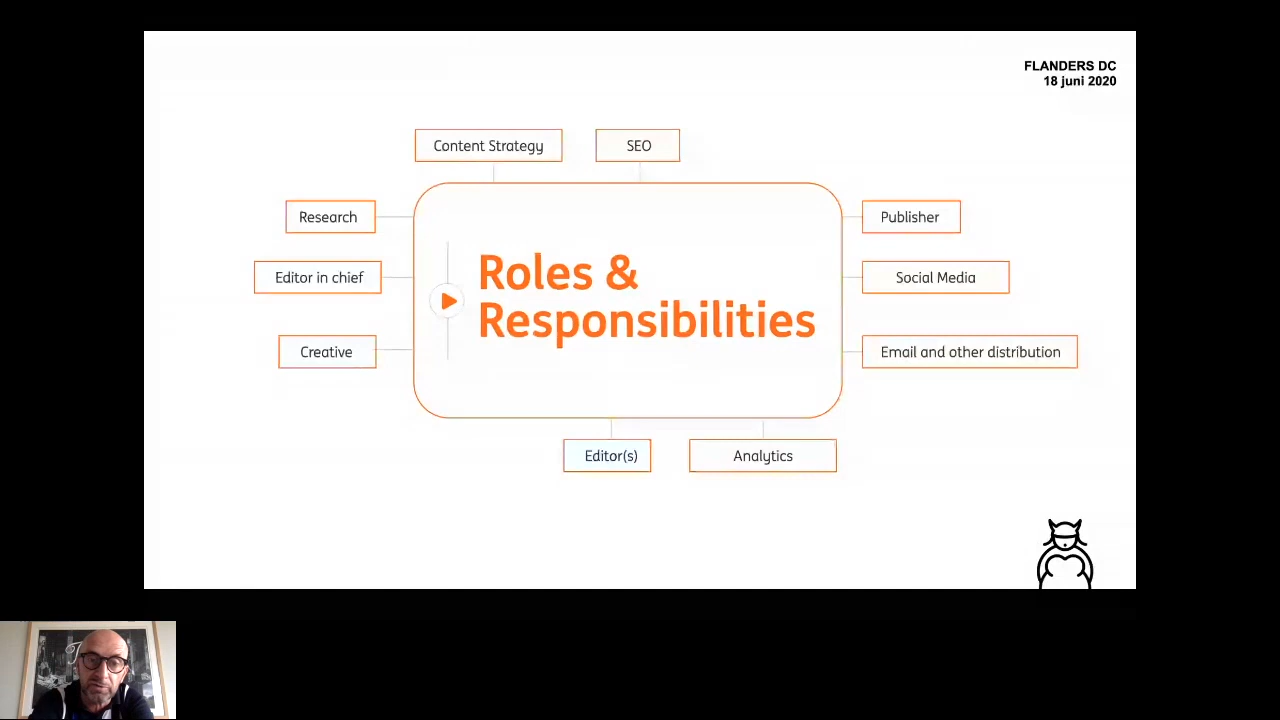 FLANDERS DC
18 juni 2020
Content Strategy
SEO
Research
Publisher
Editor in chief
Social Media
Roles &
Responsibilities
Creative
Email and other distribution
Editor(s)
Analytics